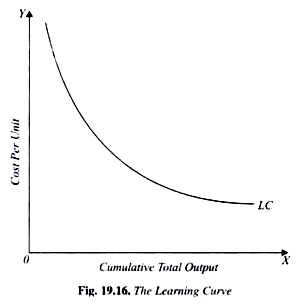 Y
Cost Per Unit
LC
0
X
Cumulative Total Output
Fig. 19.16. The Learning Curve